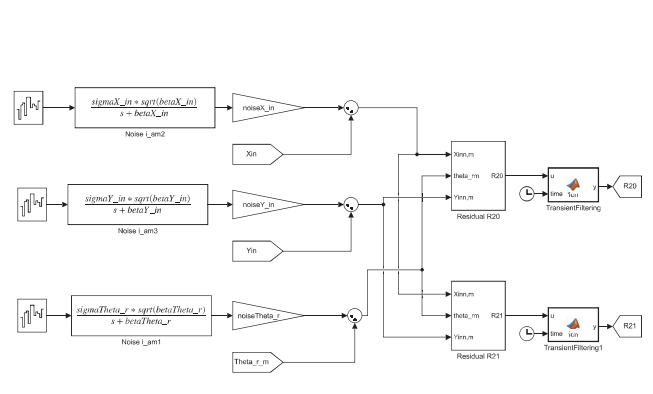 sigmaX_in * sqrt(betaX_in)
s + betaX_in
Noise i_am2
noiseX_in
Xin
sigmaY_in * sqrt(betaY_in)
s + betaY_in
Noise i_am3
noiseY_in
Yin
sigmaTheta_r * sqrt(betaTheta_r)
s + betaTheta_r
Noise i_am1
noiseTheta_r
Theta_r_m
Xinn,m
theta_rm
Yinn,m
R20
Residual R20
u
time
y
TransientFiltering
R20
Xinn,m
theta_rm
Yinn,m
R21
Residual R21
u
time
y
TransientFiltering1
R21